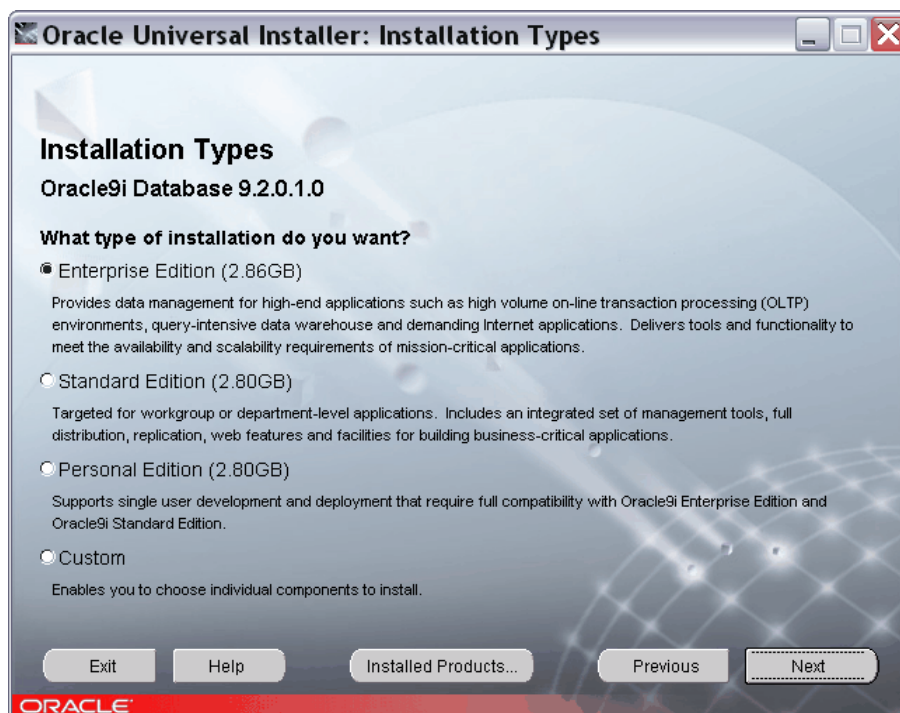 Oracle Universal Installer: Installation Types
Installation Types
Oracle9i Database 9.2.0.1.0
What type of installation do you want?
Enterprise Edition (2.86GB)
Provides data management for high-end applications such as high volume on-line transaction processing (OLTP)
environments, query-intensive data warehouse and demanding Internet applications. Delivers tools and functionality to
meet the availability and scalability requirements of mission-critical applications.
Standard Edition (2.80GB)
Targeted for workgroup or department-level applications. Includes an integrated set of management tools, full
distribution, replication, web features and facilities for building business-critical applications.
Personal Edition (2.80GB)
Supports single user development and deployment that require full compatibility with Oracle9i Enterprise Edition and
Oracle9i Standard Edition.
Custom
Enables you to choose individual components to install.
Exit Help Installed Products... Previous Next
ORACLE